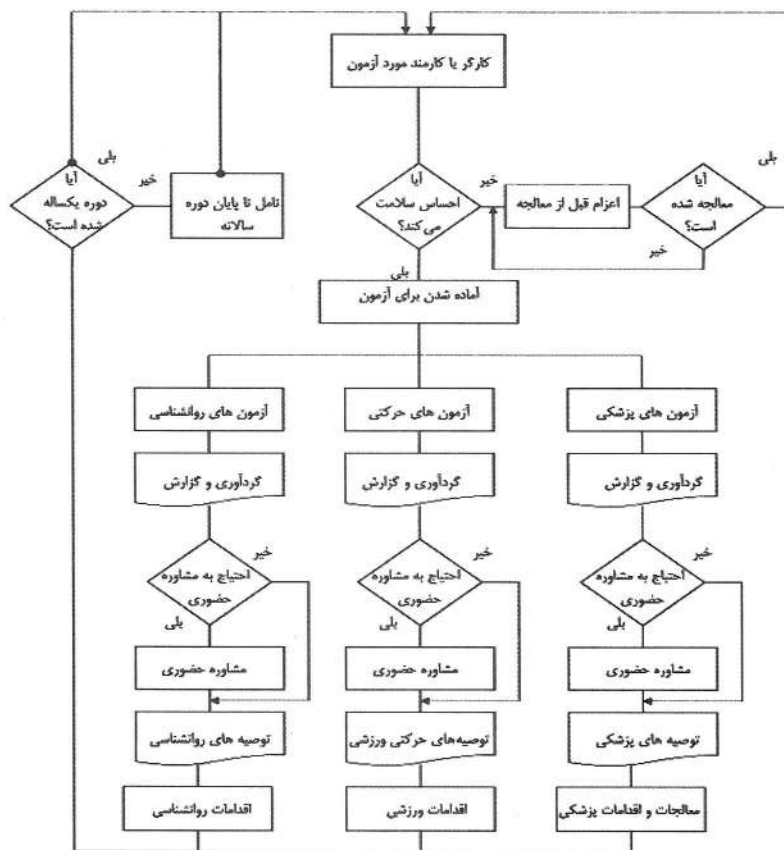 کارگر یا کارمند مورد آزمون
بلی
بلی
آیا
معالجه شده
است؟
خیر
اعزام قبل از معالجه
خیر
آیا
احساس سلامت
می‌کند؟
بلی
تامل تا پایان دوره
سالانه
خیر
آیا
دوره یکساله
شده است؟
آماده شدن برای آزمون
آزمون های پزشکی
آزمون های حرکتی
آزمون های روانشناسی
گردآوری و گزارش
گردآوری و گزارش
گردآوری و گزارش
خیر
خیر
خیر
احتیاج به مشاوره
حضوری
احتیاج به مشاوره
حضوری
احتیاج به مشاوره
حضوری
بلی
بلی
بلی
مشاوره حضوری
مشاوره حضوری
مشاوره حضوری
توصیه های پزشکی
توصیه‌های حرکتی ورزشی
توصیه های روانشناسی
معالجات و اقدامات پزشکی
اقدامات ورزشی
اقدامات روانشناسی